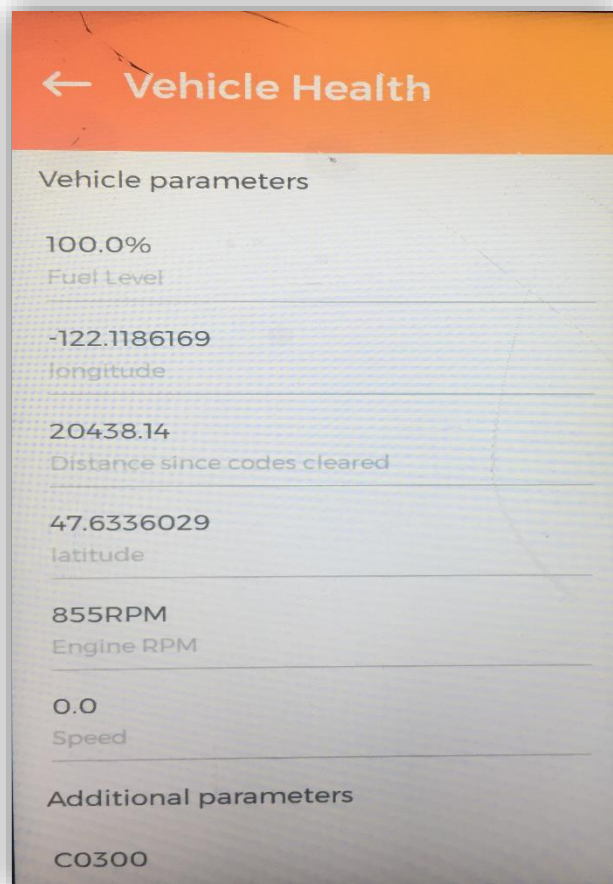 ← Vehicle Health
Vehicle parameters
100.0%
Fuel Level
-122.1186169
longitude
20438.14
Distance since codes cleared
47.6336029
latitude
855RPM
Engine RPM
0.0
Speed
Additional parameters
C0300